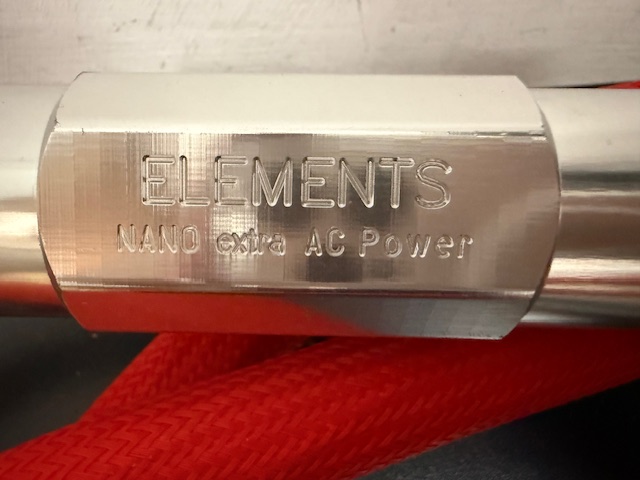 ELEMENTS
NANO extra AC Power